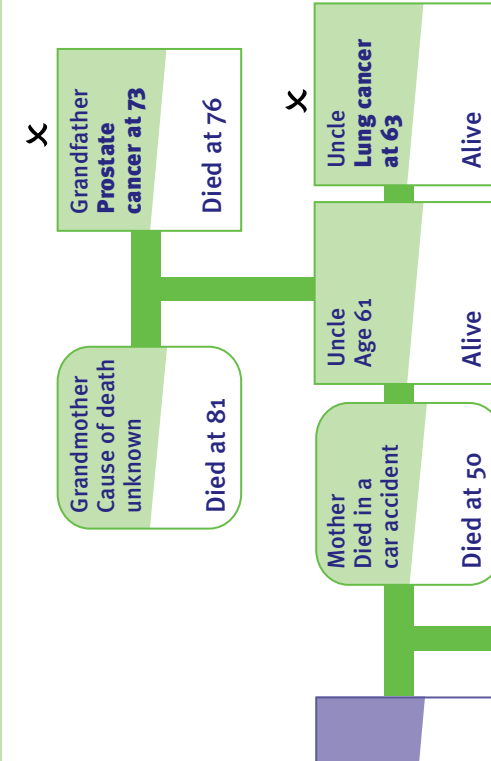 Grandmother
Cause of death
unknown
Died at 81
x
Grandfather
Prostate
cancer at 73
Died at 76
Mother
Died in a
car accident
Died at 50
Uncle
Age 61
Alive
x
Uncle
Lung cancer
at 63
Alive